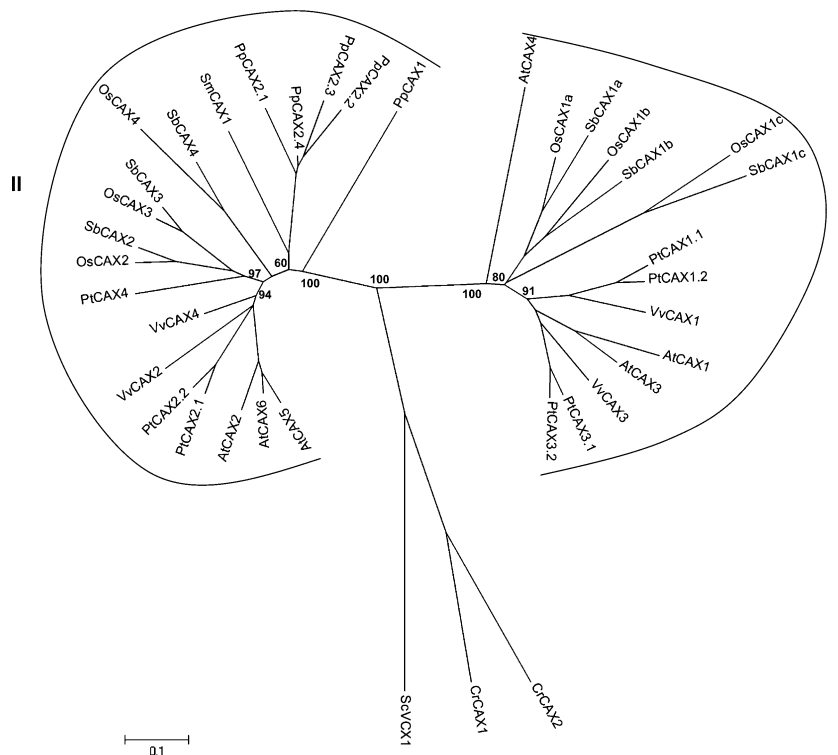 II
OsCAX4
SbCAX4
SmCAX1
PpCAX2.1
PpCAX2.4
PpCAX2.3
PpCAX2.2
PpCAX1
SbCAX3
OsCAX3
SbCAX2
OsCAX2
PtCAX4
VvCAX4
VvCAX2
PtCAX2.2
PtCAX2.1
AtCAX2
AtCAX6
AtCAX5
97
60
94
100
100
100
80
91
AtCAX4
OsCAX1a
SbCAX1a
OsCAX1b
SbCAX1b
OsCAX1c
SbCAX1c
PtCAX1.1
PtCAX1.2
VvCAX1
AtCAX1
AtCAX3
VvCAX3
PtCAX3.1
PtCAX3.2
ScVCX1
CrCAX1
CrCAX2
0.1